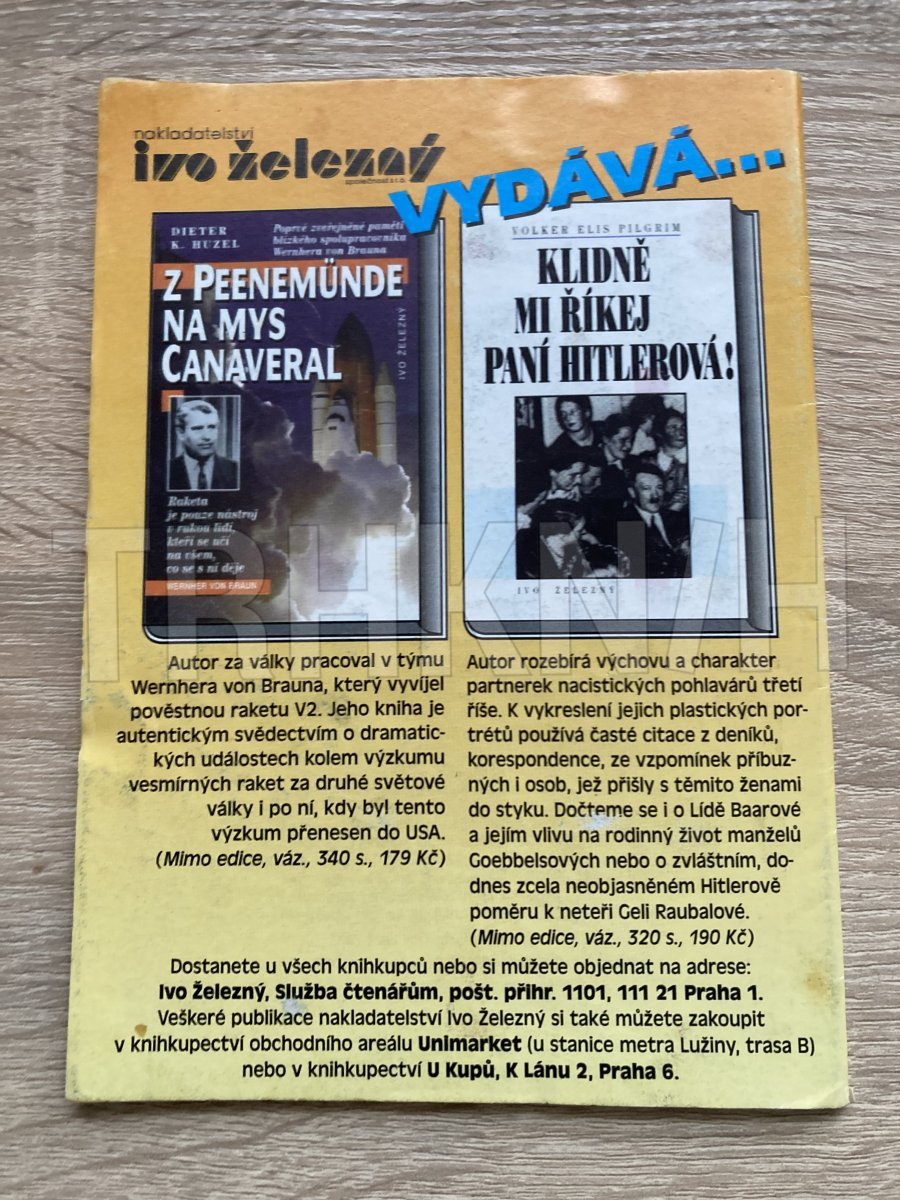 nakladatelství
ivo železný
společnost s r.o.
VYDÁVÁ...
DIETER
K. HUZEL
Poprvé zveřejněné paměti
blízkého spolupracovníka
Wernhera von Brauna
Z PEENEMÜNDE
NA MYS
CANAVERAL
IVO ŽELEZNÝ
Raketa
je pouze nástroj
v rukou lidí,
kteří se učí
na všem,
co se s ní děje
WERNHER VON BRAUN
VOLKER ELIS PILGRIM
KLIDNĚ
MI ŘÍKEJ
PANÍ HITLEROVÁ!
IVO ŽELEZNÝ
TRHKNIH
Autor za války pracoval v týmu
Wernhera von Brauna, který vyvíjel
pověstnou raketu V2. Jeho kniha je
autentickým svědectvím o dramatic-
kých událostech kolem výzkumu
vesmírných raket za druhé světové
války i po ní, kdy byl tento
výzkum přenesen do USA.
(Mimo edice, váz., 340 s., 179 Kč)
Autor rozebírá výchovu a charakter
partnerek nacistických pohlavárů třetí
říše. K vykreslení jejich plastických por-
trétů používá časté citace z deníků,
korespondence, ze vzpomínek příbuz-
ných i osob, jež přišly s těmito ženami
do styku. Dočteme se i o Lídě Baarové
a jejím vlivu na rodinný život manželů
Goebbelsových nebo o zvláštním, do-
dnes zcela neobjasněném Hitlerově
poměru k neteři Geli Raubalové.
(Mimo edice, váz., 320 s., 190 Kč)
Dostanete u všech knihkupců nebo si můžete objednat na adrese:
Ivo Železný, Služba čtenářům, pošt. přihr. 1101, 111 21 Praha 1.
Veškeré publikace nakladatelství Ivo Železný si také můžete zakoupit
v knihkupectví obchodního areálu Unimarket (u stanice metra Lužiny, trasa B)
nebo v knihkupectví U Kupů, K Lánu 2, Praha 6.